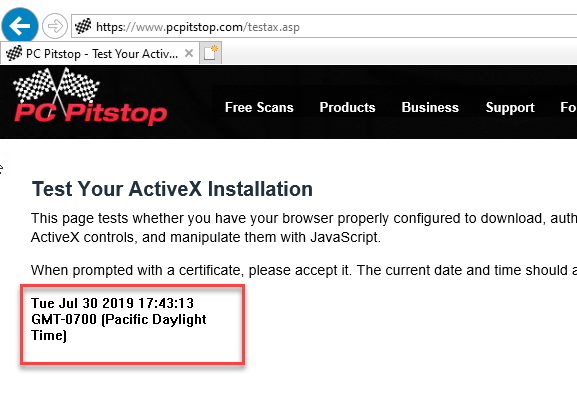 https://www.pcpitstop.com/testax.asp
PC Pitstop - Test Your Activ...
PC Pitstop
Free Scans Products Business Support Fo
Test Your ActiveX Installation
This page tests whether you have your browser properly configured to download, auth
ActiveX controls, and manipulate them with JavaScript.
When prompted with a certificate, please accept it. The current date and time should a
Tue Jul 30 2019 17:43:13
GMT-0700 (Pacific Daylight
Time)